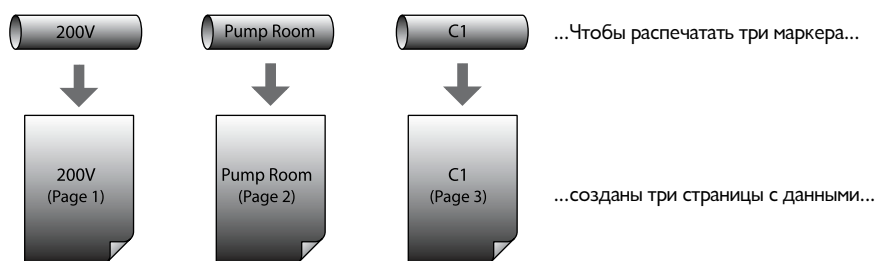 200V Pump Room C1 ...Чтобы распечатать три маркера...
200V Pump Room C1
(Page 1) (Page 2) (Page 3) ...созданы три страницы с данными...